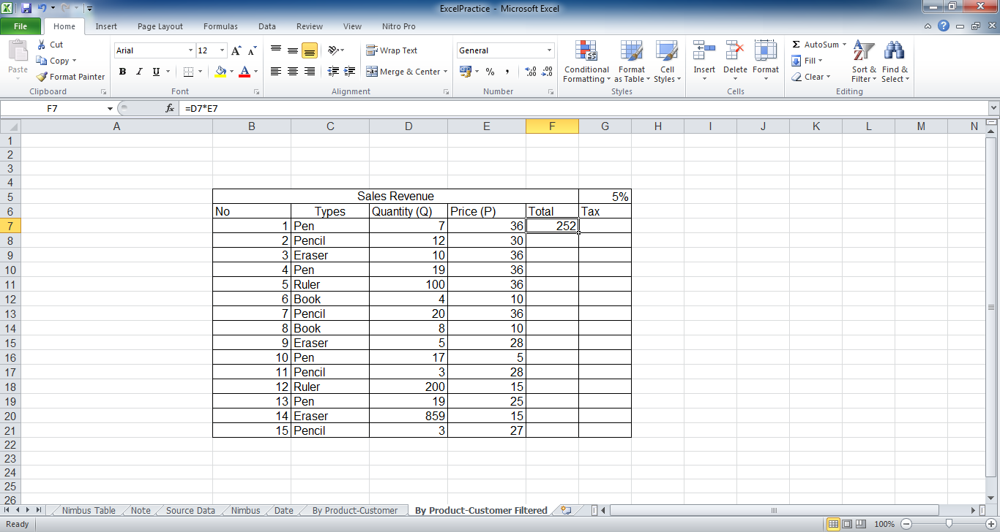 ExcelPractice - Microsoft Excel
File Home Insert Page Layout Formulas Data Review View Nitro Pro
Paste
Cut
Copy
Format Painter
Clipboard
Arial 12
B I U
Font
Wrap Text
Merge & Center
Alignment
General
% ,
Number
Conditional Formatting
Format as Table
Cell Styles
Styles
Insert Delete Format
Cells
Σ AutoSum
Fill
Clear
Sort & Filter
Find & Select
Editing
F7 fx =D7*E7
A B C D E F G H I J K L M N
1
2
3
4
5 Sales Revenue 5%
6 No Types Quantity (Q) Price (P) Total Tax
7 1 Pen 7 36 252
8 2 Pencil 12 30
9 3 Eraser 10 36
10 4 Pen 19 36
11 5 Ruler 100 36
12 6 Book 4 10
13 7 Pencil 20 36
14 8 Book 8 10
15 9 Eraser 5 28
16 10 Pen 17 5
17 11 Pencil 3 28
18 12 Ruler 200 15
19 13 Pen 19 25
20 14 Eraser 859 15
21 15 Pencil 3 27
22
23
24
25
26
Nimbus Table Note Source Data Nimbus Date By Product-Customer By Product-Customer Filtered
Ready 100%